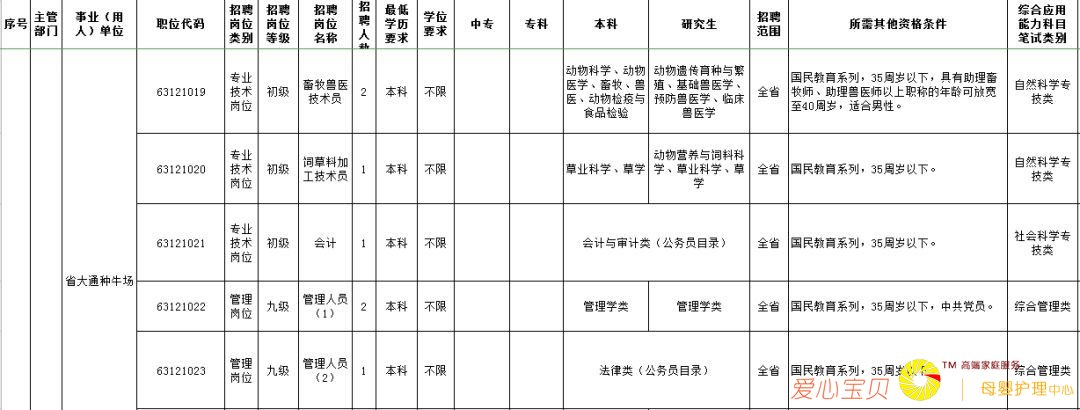 序号 主管部门 事业（用人）单位 职位代码 招聘岗位类别 招聘岗位等级 招聘岗位名称 招聘人数 最低学历要求 学位要求 中专 专科 本科 研究生 招聘范围 所需其他资格条件 综合应用能力科目笔试类别
省大通种牛场
63121019 专业技术岗位 初级 畜牧兽医技术员 2 本科 不限 动物科学、动物医学、畜牧、兽医、动物检疫与食品检验 动物遗传育种与繁殖、基础兽医学、预防兽医学、临床兽医学 全省 国民教育系列，35周岁以下，具有助理畜牧师、助理兽医师以上职称的年龄可放宽至40周岁，适合男性。 自然科学专技类
63121020 专业技术岗位 初级 词草料加工技术员 1 本科 不限 草业科学、草学 动物营养与词料科学、草业科学、草学 全省 国民教育系列，35周岁以下。 自然科学专技类
63121021 专业技术岗位 初级 会计 1 本科 不限 会计与审计类（公务员目录） 全省 国民教育系列，35周岁以下。 社会科学专技类
63121022 管理岗位 九级 管理人员（1） 2 本科 不限 管理学类 管理学类 全省 国民教育系列，35周岁以下，中共党员。 综合管理类
63121023 管理岗位 九级 管理人员（2） 1 本科 不限 法律类（公务员目录） 全省 国民教育系列，35周岁以下。 综合管理类
爱心宝贝 TM 高端家庭服务
母婴护理中心